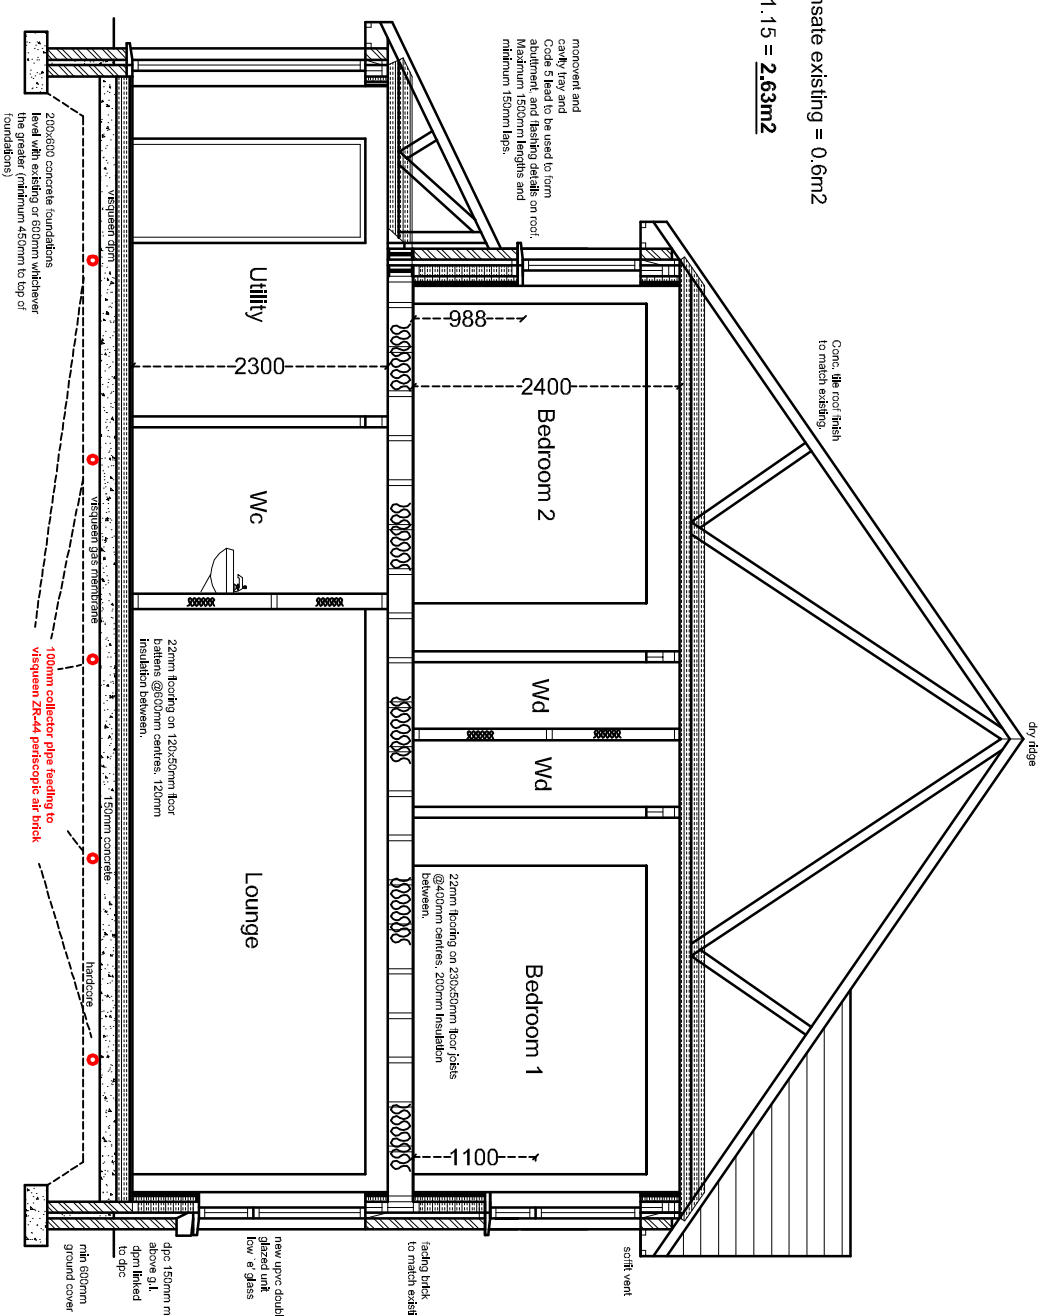 nsate existing = 0.6m2
1.15 = 2.63m2
dry ridge
Conc. tile roof finish
to match existing.
monovent and
cavity tray and
Code 5 lead to be used to form
abuttment, and flashing details on roof.
Maximum 1500mm lengths and
minimum 150mm laps.
soffit vent
988
2400
Bedroom 2
Wd
Wd
Bedroom 1
1100
22mm flooring on 230x50mm floor joists
@400mm centres, 200mm insulation
between.
facing brick
to match existi
Utility
2300
Wc
Lounge
new upvc doubl
glazed unit
low 'e' glass
22mm flooring on 120x50mm floor
battens @600mm centres. 120mm
insulation between.
dpc 150mm m
above g.l.
dpm linked
to dpc
visqueen dpm
visqueen gas membrane
150mm concrete
hardcore
min 600mm
ground cover
200x600 concrete foundations
level with existing or 600mm whichever
the greater (minimum 450mm to top of
foundations)
100mm collector pipe feeding to
visqueen ZR-44 periscopic air brick